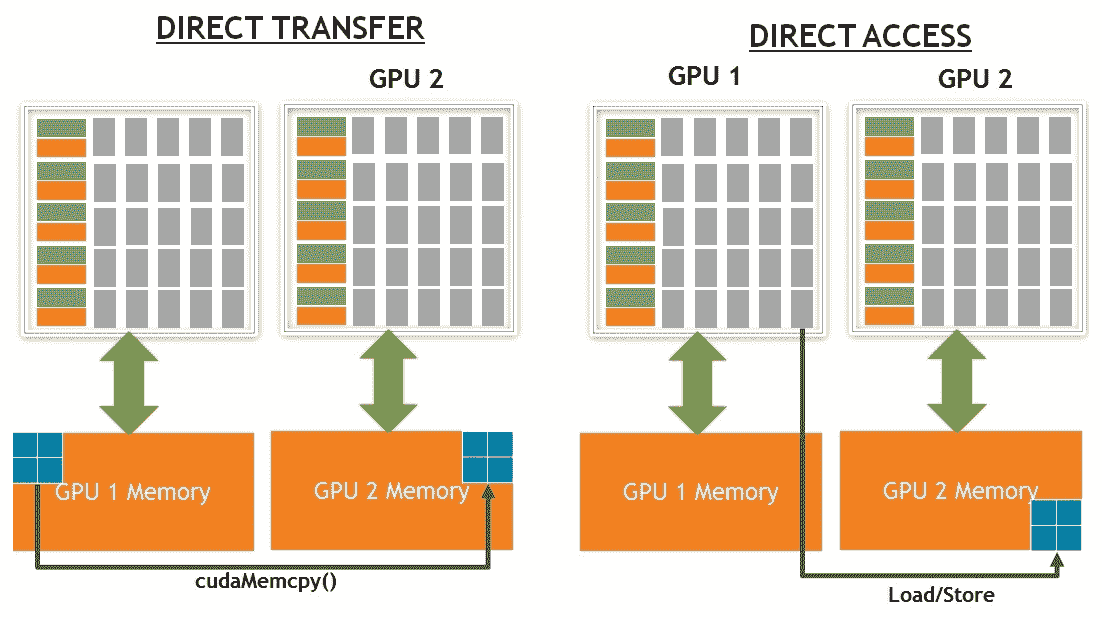 DIRECT TRANSFER
GPU 2
GPU 1 Memory
GPU 2 Memory
cudaMemcpy()
DIRECT ACCESS
GPU 1
GPU 2
GPU 1 Memory
GPU 2 Memory
Load/Store